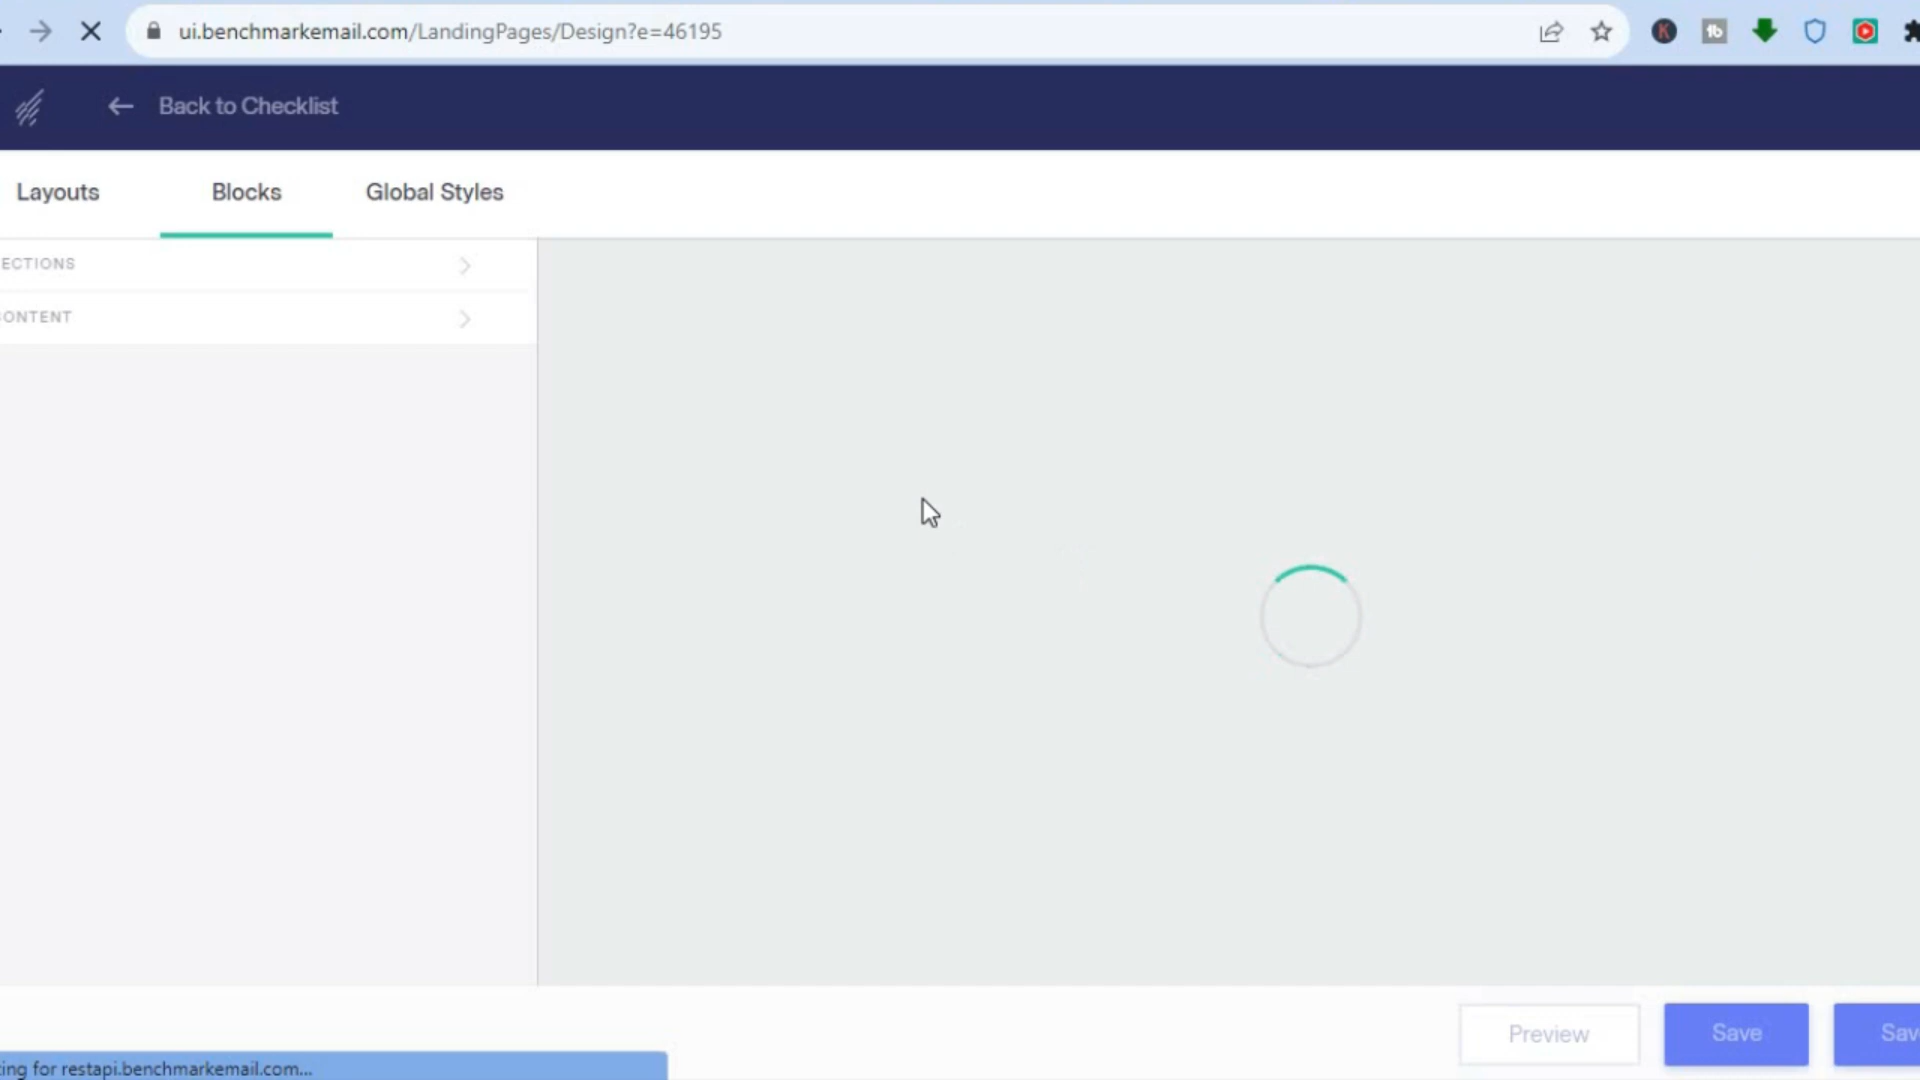 ui.benchmarkemail.com/LandingPages/Design?e=46195
K
Back to Checklist
Layouts
Blocks
Global Styles
ECTIONS
CONTENT
Preview
Save
Sav
ing for restapi.benchmarkemail.com...